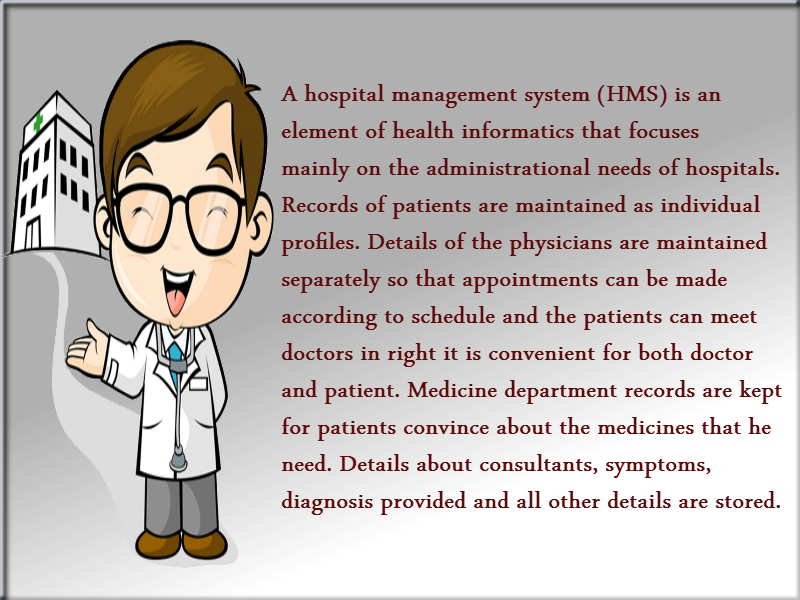 A hospital management system (HMS) is an
element of health informatics that focuses
mainly on the administrational needs of hospitals.
Records of patients are maintained as individual
profiles. Details of the physicians are maintained
separately so that appointments can be made
according to schedule and the patients can meet
doctors in right it is convenient for both doctor
and patient. Medicine department records are kept
for patients convince about the medicines that he
need. Details about consultants, symptoms,
diagnosis provided and all other details are stored.